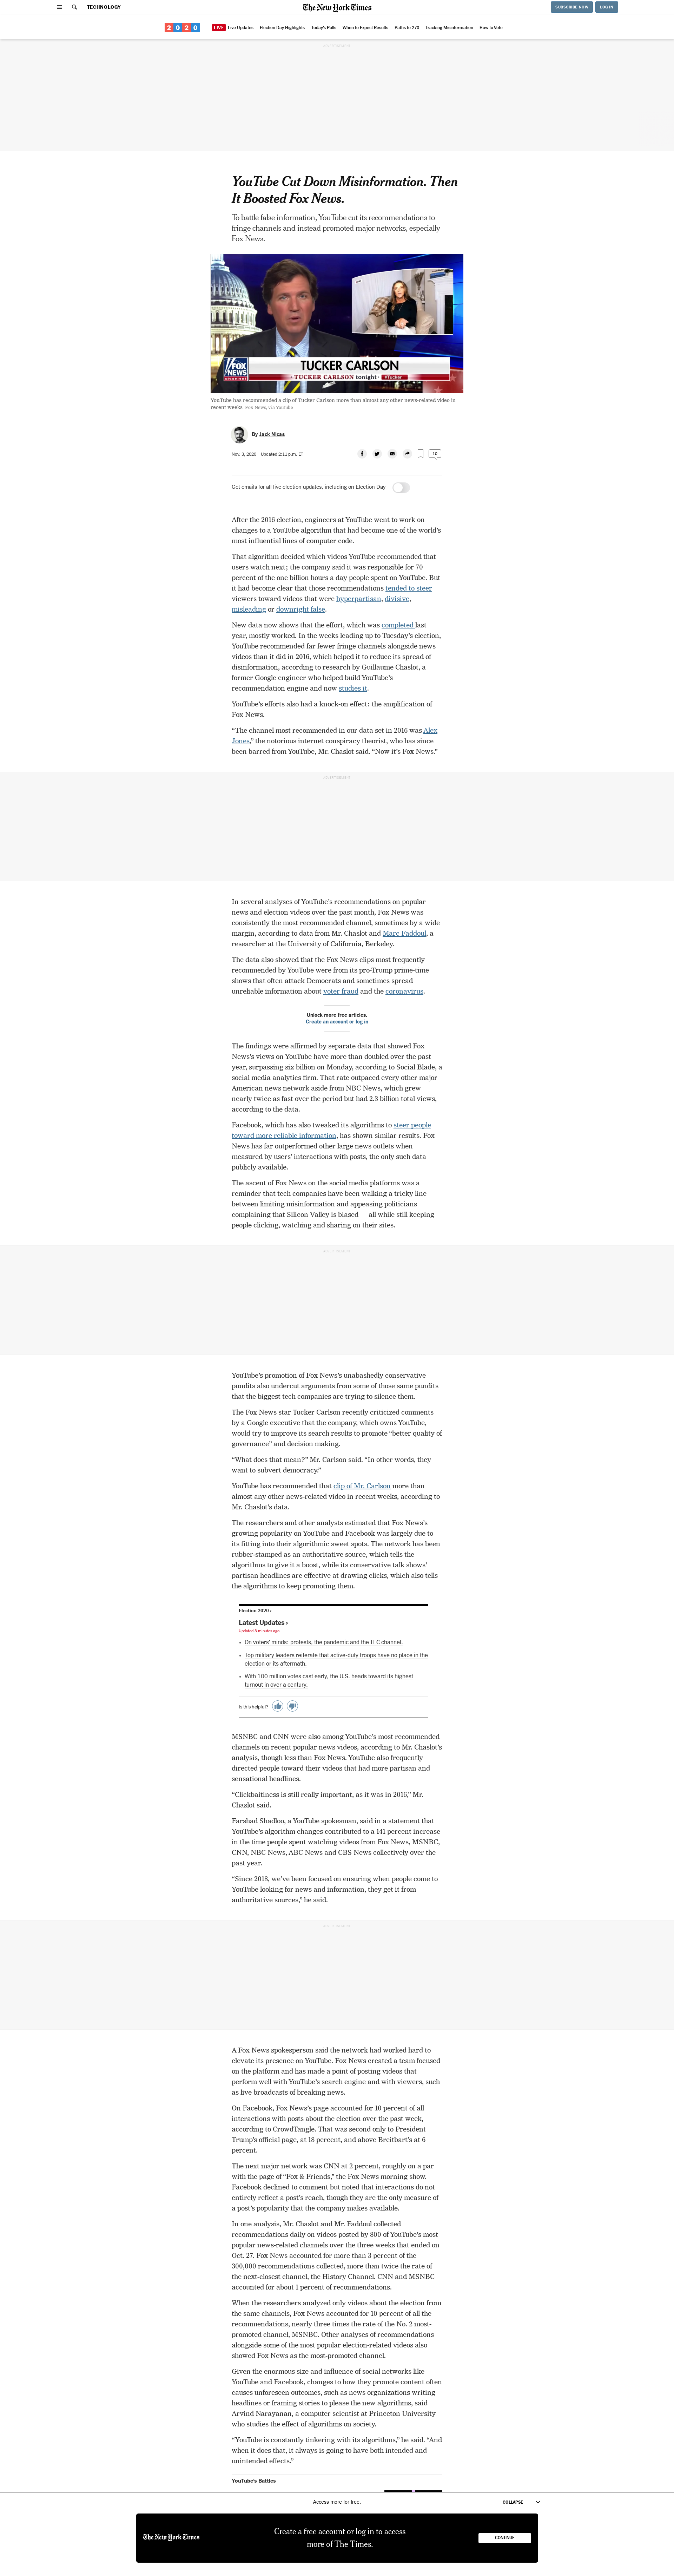 TECHNOLOGY
The New York Times
SUBSCRIBE NOW
LOG IN
2020
LIVE Live Updates
Election Day Highlights
Today's Polls
When to Expect Results
Paths to 270
Tracking Misinformation
How to Vote
ADVERTISEMENT
YouTube Cut Down Misinformation. Then
It Boosted Fox News.
To battle false information, YouTube cut its recommendations to
fringe channels and instead promoted major networks, especially
Fox News.
FOX NEWS
TUCKER CARLSON
TUCKER CARLSON tonight
YouTube has recommended a clip of Tucker Carlson more than almost any other news-related video in
recent weeks Fox News, via Youtube
By Jack Nicas
Nov. 3, 2020 Updated 2:11 p.m. ET
10
Get emails for all live election updates, including on Election Day
After the 2016 election, engineers at YouTube went to work on
changes to a YouTube algorithm that had become one of the world's
most influential lines of computer code.
That algorithm decided which videos YouTube recommended that
users watch next; the company said it was responsible for 70
percent of the one billion hours a day people spent on YouTube. But
it had become clear that those recommendations tended to steer
viewers toward videos that were hyperpartisan, divisive,
misleading or downright false.
New data now shows that the effort, which was completed last
year, mostly worked. In the weeks leading up to Tuesday's election,
YouTube recommended far fewer fringe channels alongside news
videos than it did in 2016, which helped it to reduce its spread of
disinformation, according to research by Guillaume Chaslot, a
former Google engineer who helped build YouTube's
recommendation engine and now studies it.
YouTube's efforts also had a knock-on effect: the amplification of
Fox News.
"The channel most recommended in our data set in 2016 was Alex
Jones," the notorious internet conspiracy theorist, who has since
been barred from YouTube, Mr. Chaslot said. "Now it's Fox News."
ADVERTISEMENT
In several analyses of YouTube's recommendations on popular
news and election videos over the past month, Fox News was
consistently the most recommended channel, sometimes by a wide
margin, according to data from Mr. Chaslot and Marc Faddoul, a
researcher at the University of California, Berkeley.
The data also showed that the Fox News clips most frequently
recommended by YouTube were from its pro-Trump prime-time
shows that often attack Democrats and sometimes spread
unreliable information about voter fraud and the coronavirus.
Unlock more free articles.
Create an account or log in
The findings were affirmed by separate data that showed Fox
News's views on YouTube have more than doubled over the past
year, surpassing six billion on Monday, according to Social Blade, a
social media analytics firm. That rate outpaced every other major
American news network aside from NBC News, which grew
nearly twice as fast over the period but had 2.3 billion total views,
according to the data.
Facebook, which has also tweaked its algorithms to steer people
toward more reliable information, has shown similar results. Fox
News has far outperformed other large news outlets when
measured by users' interactions with posts, the only such data
publicly available.
The ascent of Fox News on the social media platforms was a
reminder that tech companies have been walking a tricky line
between limiting misinformation and appeasing politicians
complaining that Silicon Valley is biased — all while still keeping
people clicking, watching and sharing on their sites.
ADVERTISEMENT
YouTube's promotion of Fox News's unabashedly conservative
pundits also undercut arguments from some of those same pundits
that the biggest tech companies are trying to silence them.
The Fox News star Tucker Carlson recently criticized comments
by a Google executive that the company, which owns YouTube,
would try to improve its search results to promote "better quality of
governance" and decision making.
"What does that mean?" Mr. Carlson said. "In other words, they
want to subvert democracy."
YouTube has recommended that clip of Mr. Carlson more than
almost any other news-related video in recent weeks, according to
Mr. Chaslot's data.
The researchers and other analysts estimated that Fox News's
growing popularity on YouTube and Facebook was largely due to
its fitting into their algorithmic sweet spots. The network has been
rubber-stamped as an authoritative source, which tells the
algorithms to give it a boost, while its conservative talk shows'
partisan headlines are effective at drawing clicks, which also tells
the algorithms to keep promoting them.
Election 2020 ›
Latest Updates ›
Updated 3 minutes ago
• On voters' minds: protests, the pandemic and the TLC channel.
• Top military leaders reiterate that active-duty troops have no place in the
election or its aftermath.
• With 100 million votes cast early, the U.S. heads toward its highest
turnout in over a century.
Is this helpful?
MSNBC and CNN were also among YouTube's most recommended
channels on recent popular news videos, according to Mr. Chaslot's
analysis, though less than Fox News. YouTube also frequently
directed people toward their videos that had more partisan and
sensational headlines.
"Clickbaitiness is still really important, as it was in 2016," Mr.
Chaslot said.
Farshad Shadloo, a YouTube spokesman, said in a statement that
YouTube's algorithm changes contributed to a 141 percent increase
in the time people spent watching videos from Fox News, MSNBC,
CNN, NBC News, ABC News and CBS News collectively over the
past year.
"Since 2018, we've been focused on ensuring when people come to
YouTube looking for news and information, they get it from
authoritative sources," he said.
ADVERTISEMENT
A Fox News spokesperson said the network had worked hard to
elevate its presence on YouTube. Fox News created a team focused
on the platform and has made a point of posting videos that
perform well with YouTube's search engine and with viewers, such
as live broadcasts of breaking news.
On Facebook, Fox News's page accounted for 10 percent of all
interactions with posts about the election over the past week,
according to CrowdTangle. That was second only to President
Trump's official page, at 18 percent, and above Breitbart's at 6
percent.
The next major network was CNN at 2 percent, roughly on a par
with the page of "Fox & Friends," the Fox News morning show.
Facebook declined to comment but noted that interactions do not
entirely reflect a post's reach, though they are the only measure of
a post's popularity that the company makes available.
In one analysis, Mr. Chaslot and Mr. Faddoul collected
recommendations daily on videos posted by 800 of YouTube's most
popular news-related channels over the three weeks that ended on
Oct. 27. Fox News accounted for more than 3 percent of the
300,000 recommendations collected, more than twice the rate of
the next-closest channel, the History Channel. CNN and MSNBC
accounted for about 1 percent of recommendations.
When the researchers analyzed only videos about the election from
the same channels, Fox News accounted for 10 percent of all the
recommendations, nearly three times the rate of the No. 2 most-
promoted channel, MSNBC. Other analyses of recommendations
alongside some of the most popular election-related videos also
showed Fox News as the most-promoted channel.
Given the enormous size and influence of social networks like
YouTube and Facebook, changes to how they promote content often
causes unforeseen outcomes, such as news organizations writing
headlines or framing stories to please the new algorithms, said
Arvind Narayanan, a computer scientist at Princeton University
who studies the effect of algorithms on society.
"YouTube is constantly tinkering with its algorithms," he said. "And
when it does that, it always is going to have both intended and
unintended effects."
YouTube's Battles
Access more for free.
COLLAPSE
The New York Times
Create a free account or log in to access
more of The Times.
CONTINUE